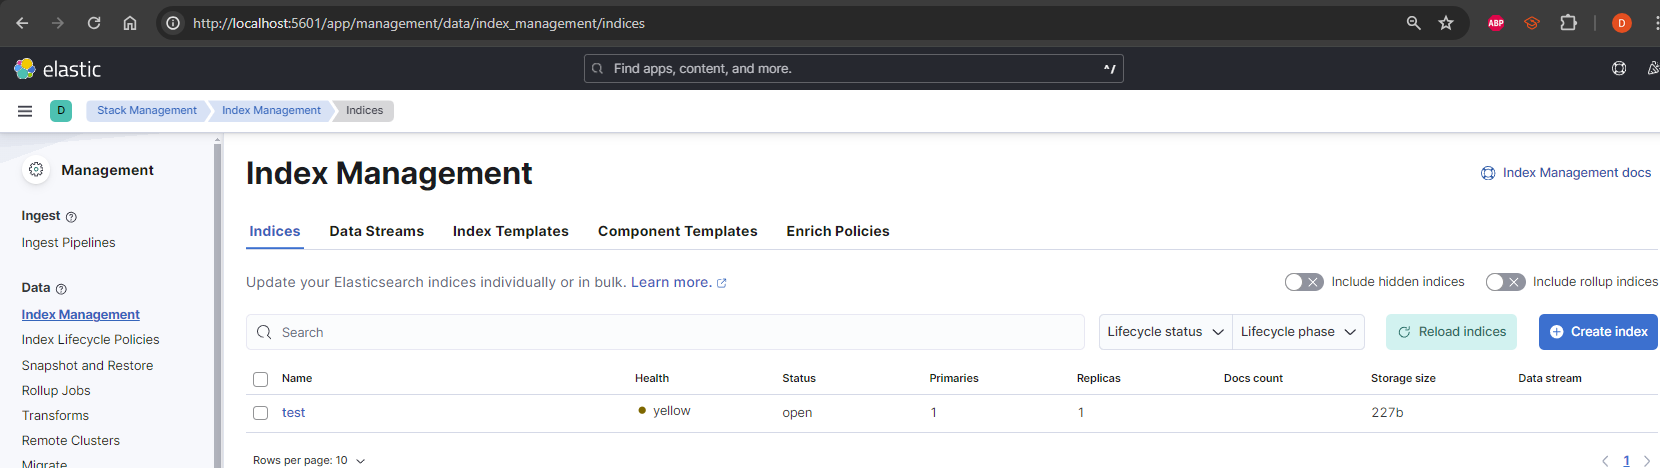 http://localhost:5601/app/management/data/index_management/indices
ABP
D
elastic
Find apps, content, and more.
^/
D
Stack Management
Index Management
Indices
Management
Ingest
Ingest Pipelines
Data
Index Management
Index Lifecycle Policies
Snapshot and Restore
Rollup Jobs
Transforms
Remote Clusters
Migrate
Index Management
Index Management docs
Indices Data Streams Index Templates Component Templates Enrich Policies
Update your Elasticsearch indices individually or in bulk. Learn more.
Include hidden indices
Include rollup indices
Search
Lifecycle status
Lifecycle phase
Reload indices
Create index
Name Health Status Primaries Replicas Docs count Storage size Data stream
test yellow open 1 1 227b
Rows per page: 10
1